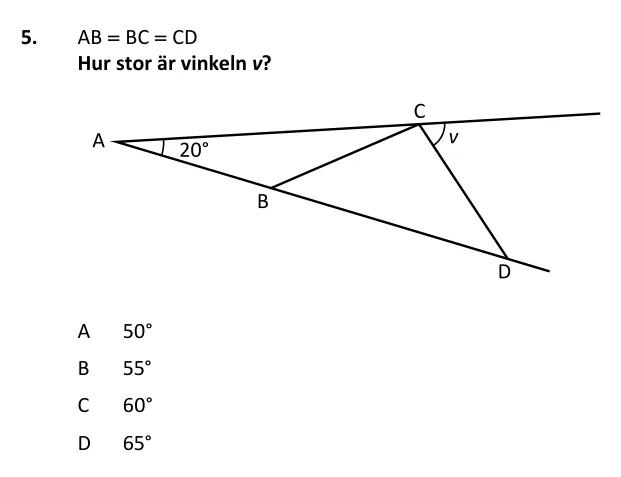 5. AB = BC = CD
Hur stor är vinkeln v?
C
A
20°
v
B
D
A 50°
B 55°
C 60°
D 65°